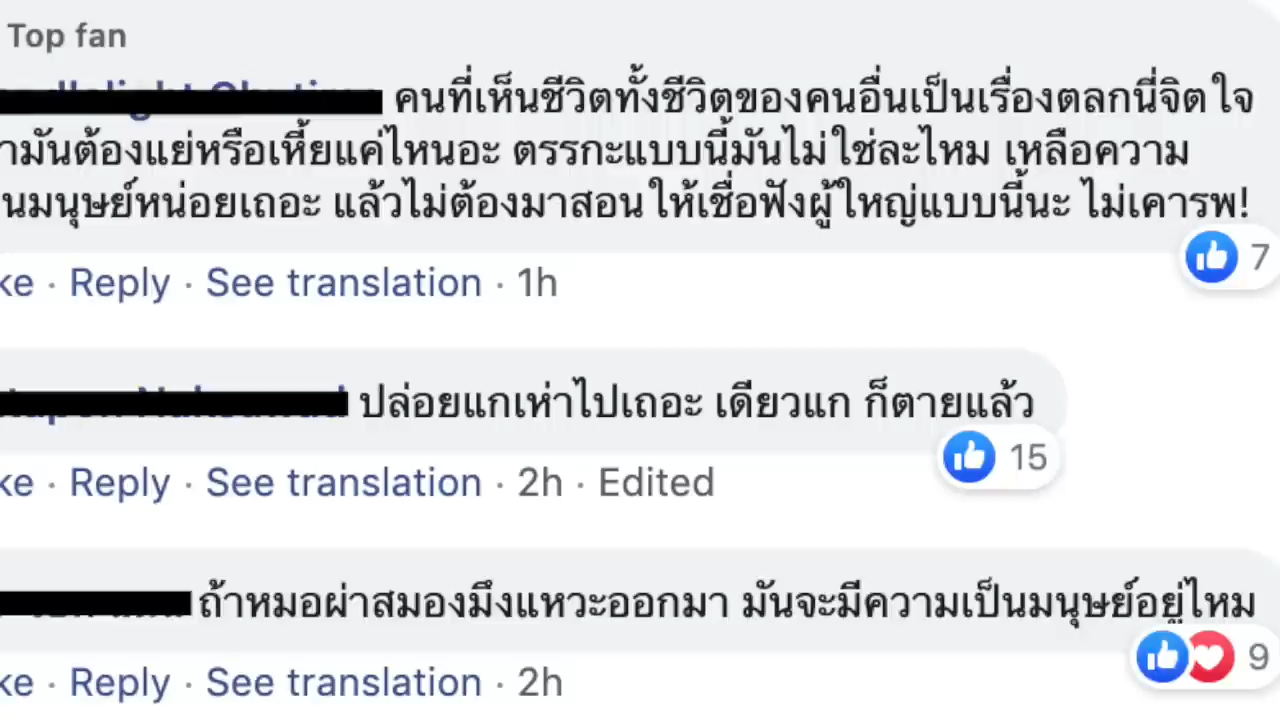 Top fan
คนที่เห็นชีวิตทั้งชีวิตของคนอื่นเป็นเรื่องตลกนี่จิตใจ
ามันต้องแย่หรือเหี้ยแค่ไหนอะ ตรรกะแบบนี้มันไม่ใช่ละไหม เหลือความ
นมนุษย์หน่อยเถอะ แล้วไม่ต้องมาสอนให้เชื่อฟังผู้ใหญ่แบบนี้นะ ไม่เคารพ!
7
ke · Reply · See translation · 1h
ปล่อยแกเห่าไปเถอะ เดียวแก ก็ตายแล้ว
15
ke · Reply · See translation · 2h · Edited
ถ้าหมอผ่าสมองมึงแหวะออกมา มันจะมีความเป็นมนุษย์อยู่ไหม
9
ke · Reply · See translation · 2h